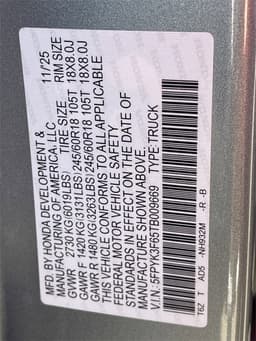 MFD. BY HONDA DEVELOPMENT & 11/25
MANUFACTURING OF AMERICA, LLC
TIRE SIZE RIM SIZE
GVWR 2730 KG(6019LBS)
GAWR F 1420 KG(3131LBS) 245/60R18 105T 18X8.0J
GAWR R 1480 KG(3263LBS) 245/60R18 105T 18X8.0J
THIS VEHICLE CONFORMS TO ALL APPLICABLE
FEDERAL MOTOR VEHICLE SAFETY
STANDARDS IN EFFECT ON THE DATE OF
MANUFACTURE SHOWN ABOVE.
V.I.N.: TYPE:TRUCK
T6Z T AD5 -NH932M -R -B